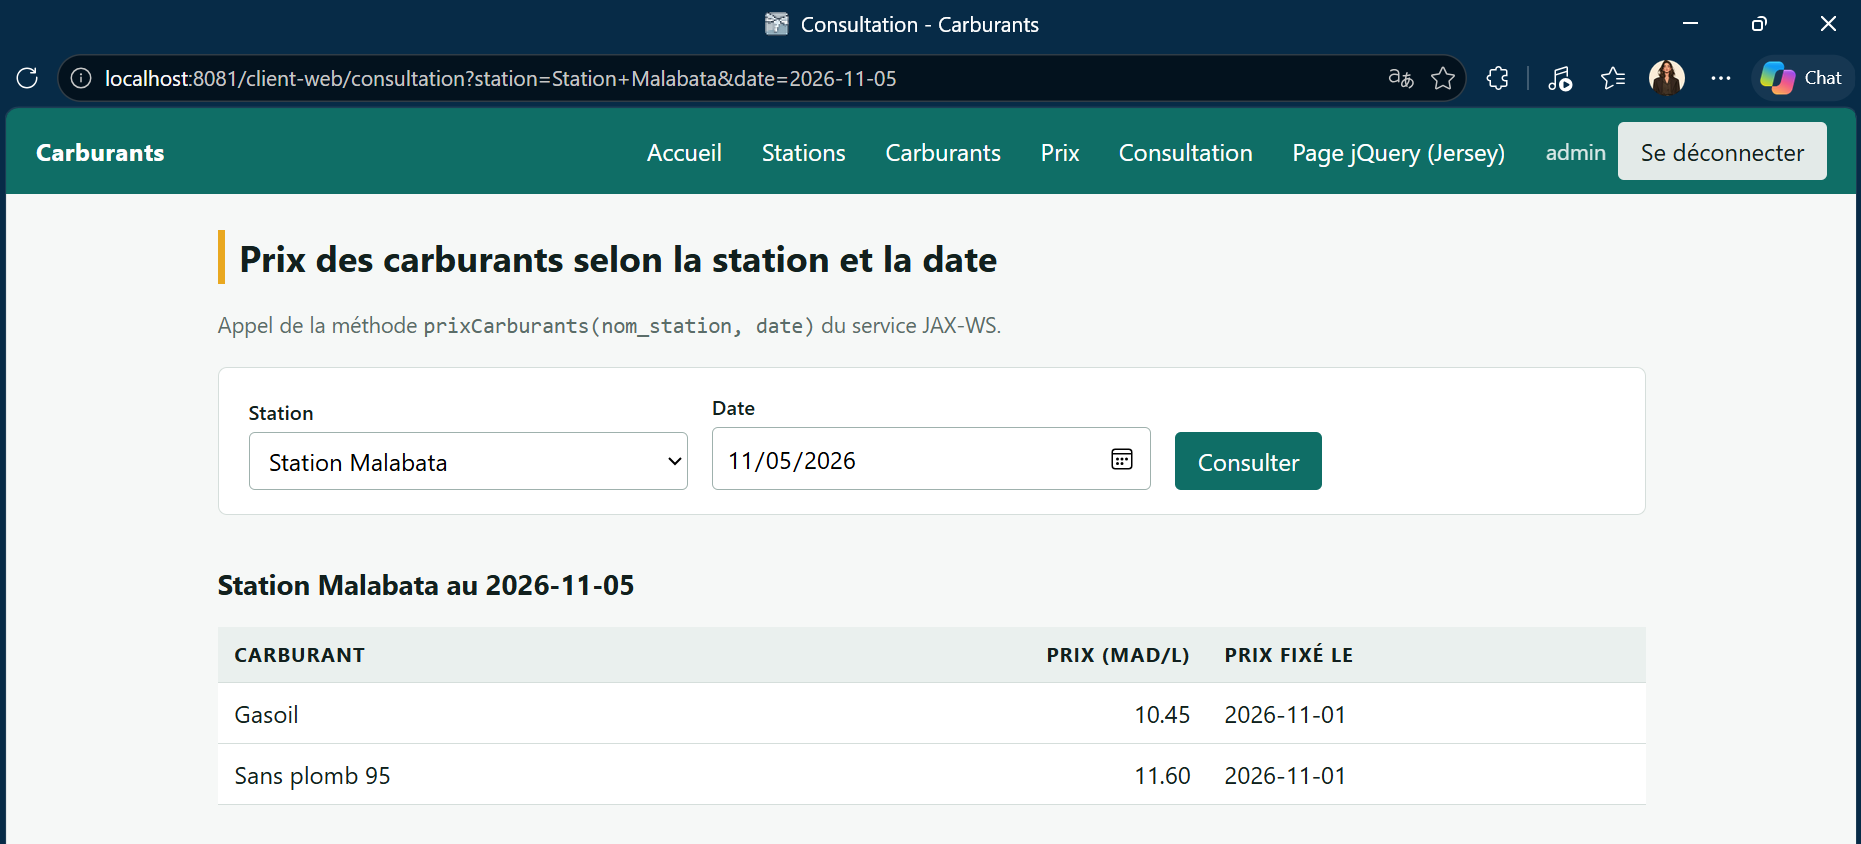 Consultation - Carburants
localhost:8081/client-web/consultation?station=Station+Malabata&date=2026-11-05
Chat
Carburants
Accueil Stations Carburants Prix Consultation Page jQuery (Jersey) admin Se déconnecter
Prix des carburants selon la station et la date
Appel de la méthode prixCarburants(nom_station, date) du service JAX-WS.
Station
Date
Station Malabata
11/05/2026
Consulter
Station Malabata au 2026-11-05
CARBURANT PRIX (MAD/L) PRIX FIXÉ LE
Gasoil 10.45 2026-11-01
Sans plomb 95 11.60 2026-11-01